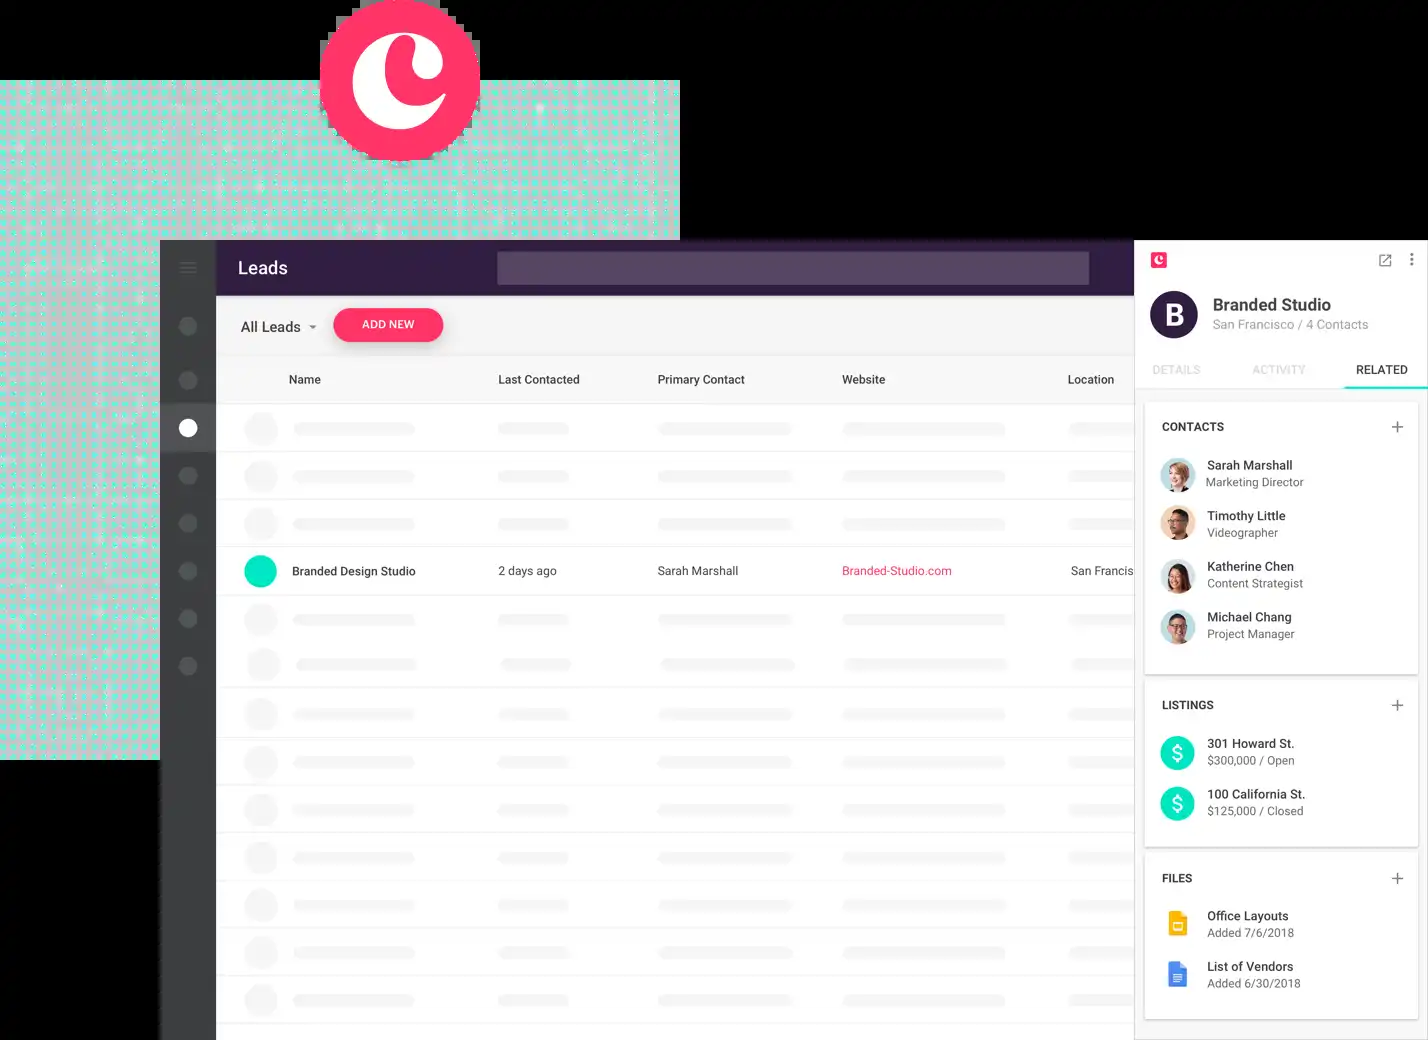 Leads
All Leads
ADD NEW
Name Last Contacted Primary Contact Website Location
Branded Design Studio 2 days ago Sarah Marshall Branded-Studio.com San Francis
B
Branded Studio
San Francisco / 4 Contacts
DETAILS ACTIVITY RELATED
CONTACTS
Sarah Marshall
Marketing Director
Timothy Little
Videographer
Katherine Chen
Content Strategist
Michael Chang
Project Manager
LISTINGS
$
301 Howard St.
$300,000 / Open
$
100 California St.
$125,000 / Closed
FILES
Office Layouts
Added 7/6/2018
List of Vendors
Added 6/30/2018